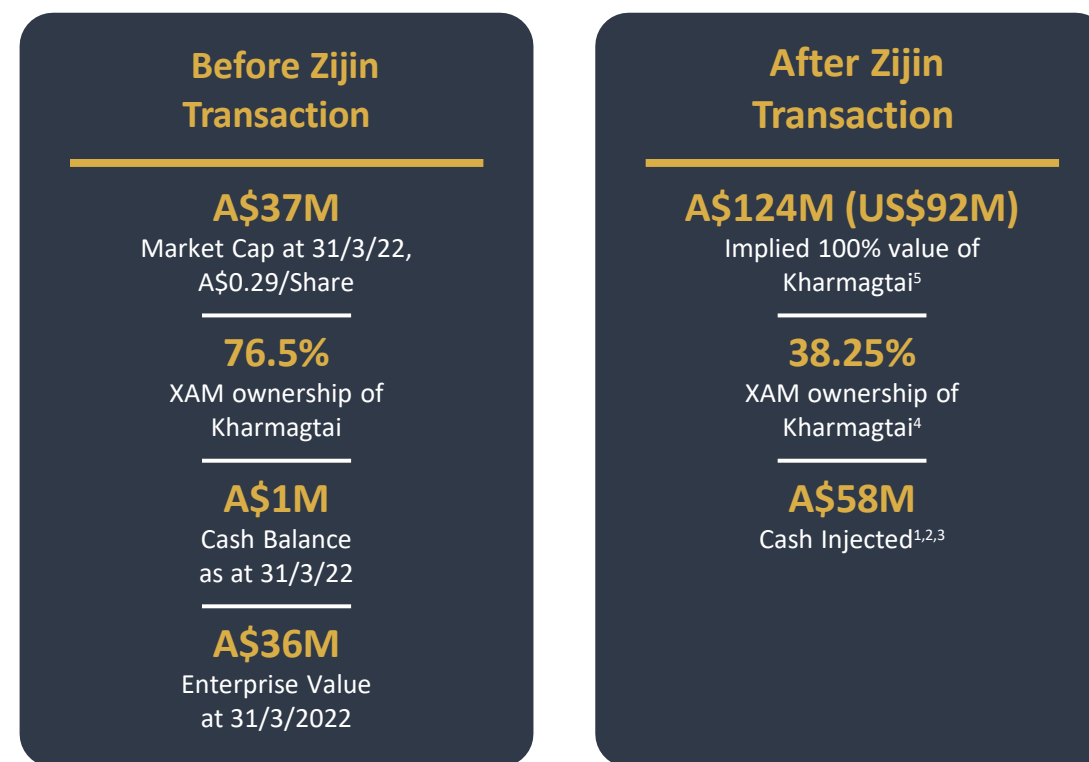 Before Zijin
Transaction
A$37M
Market Cap at 31/3/22,
A$0.29/Share
76.5%
XAM ownership of
Kharmagtai
A$1M
Cash Balance
as at 31/3/22
A$36M
Enterprise Value
at 31/3/2022
After Zijin
Transaction
A$124M (US$92M)
Implied 100% value of
Kharmagtai⁵
38.25%
XAM ownership of
Kharmagtai⁴
A$58M
Cash Injected¹,²,³